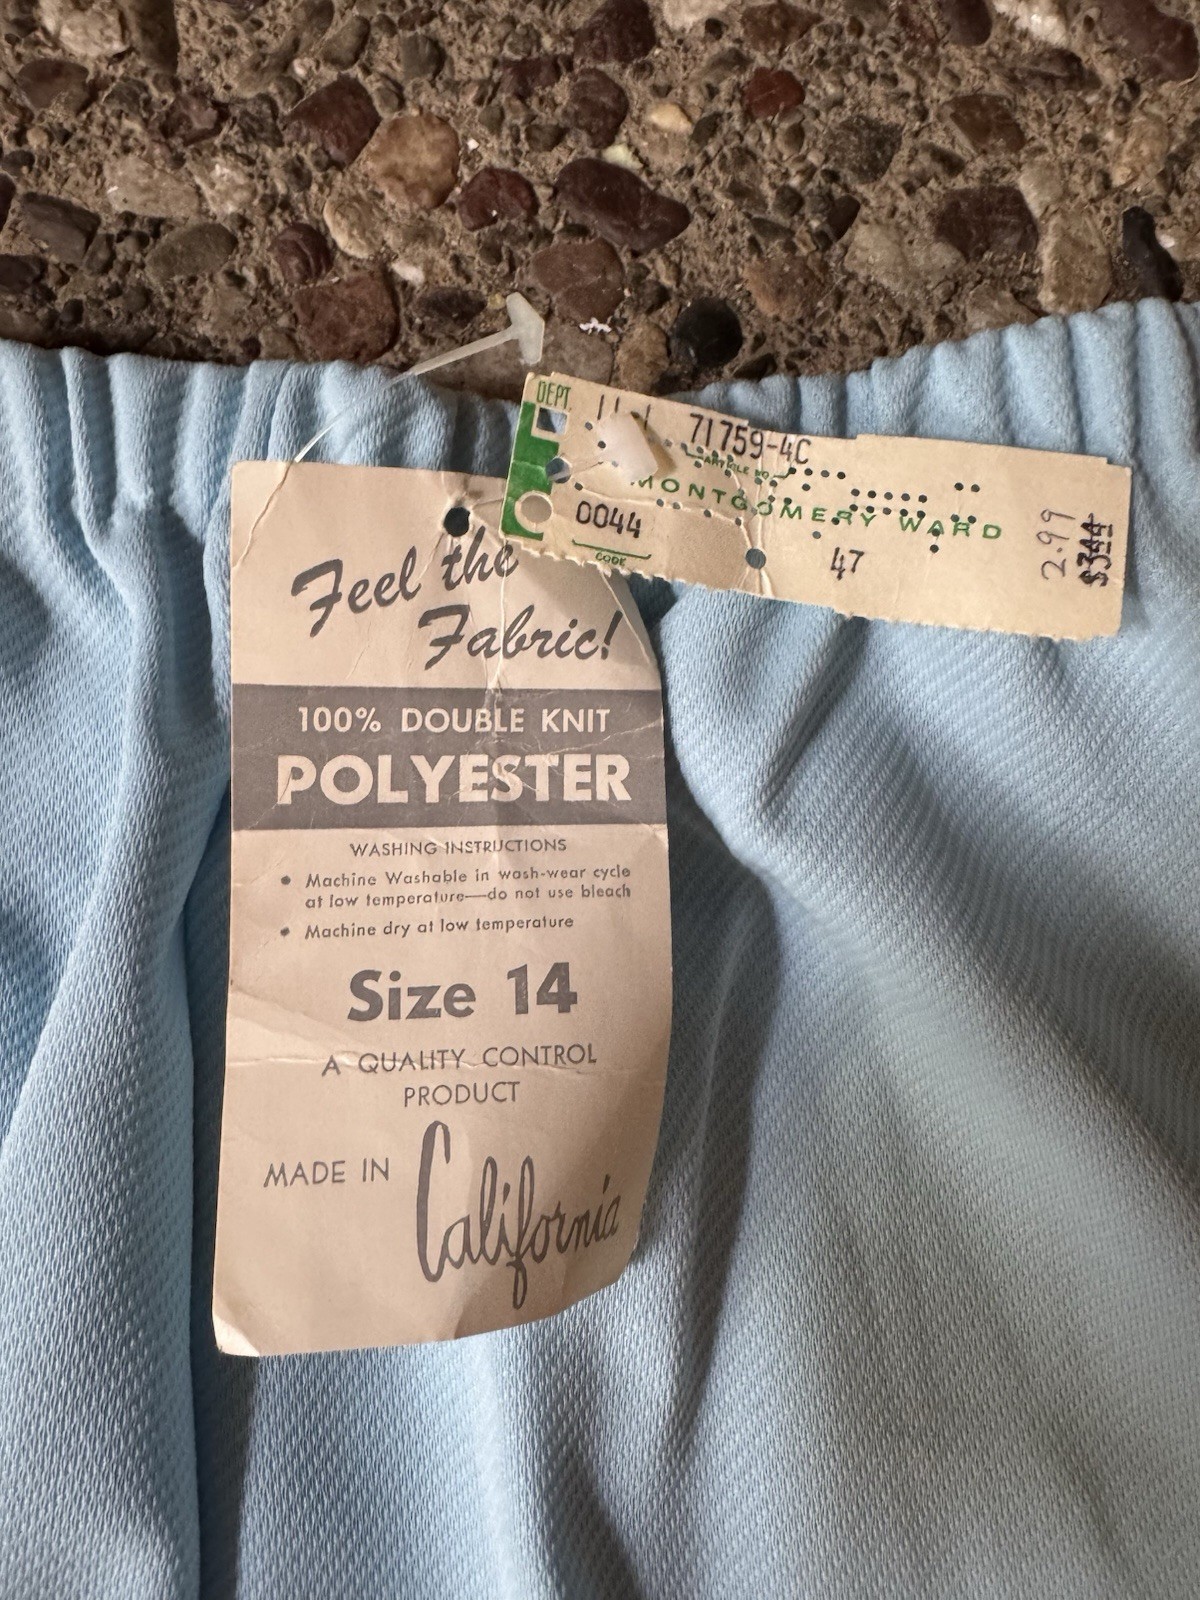 DEPT.
71759-4C
ARTICLE NO.
MONTGOMERY WARD
0044
CODE
47
2.99
$3.44
Feel the
Fabric!
100% DOUBLE KNIT
POLYESTER
WASHING INSTRUCTIONS
• Machine Washable in wash-wear cycle
at low temperature—do not use bleach
• Machine dry at low temperature
Size 14
A QUALITY CONTROL
PRODUCT
MADE IN California